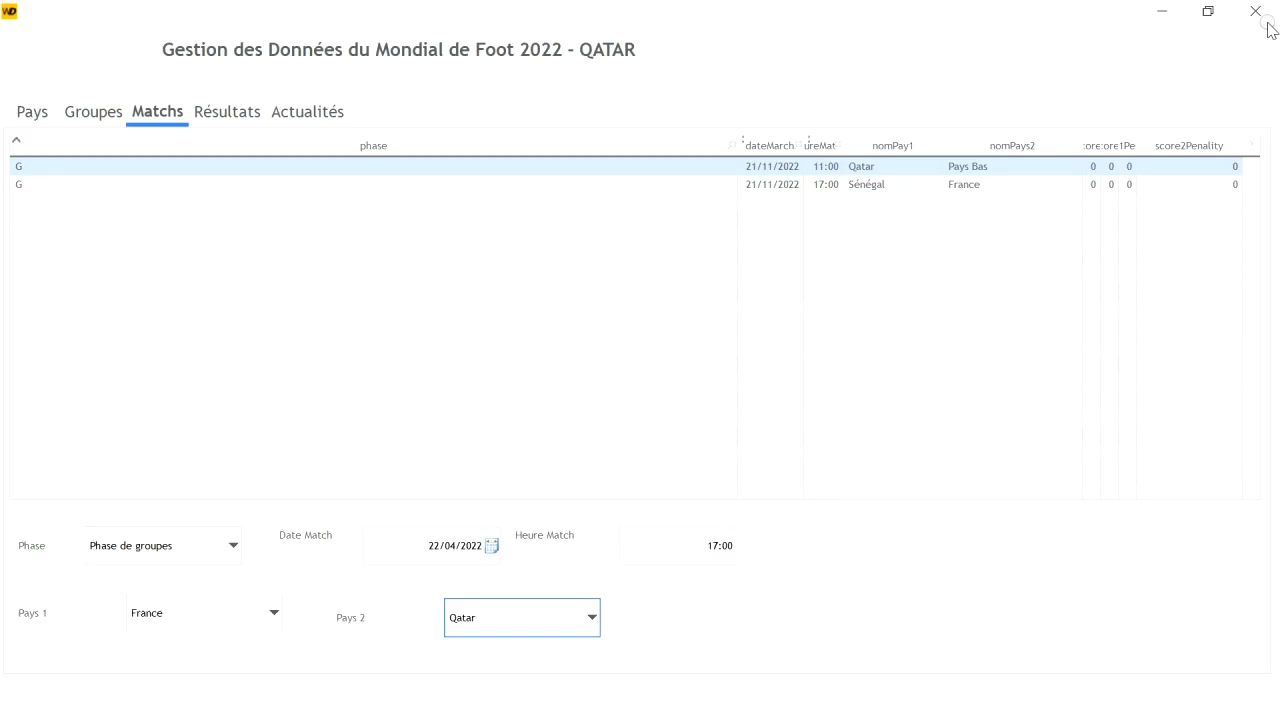 WD
Gestion des Données du Mondial de Foot 2022 - QATAR
Pays Groupes Matchs Résultats Actualités
phase dateMarch ureMat nomPay1 nomPays2 :ore :ore 1Pe score2Penality
G 21/11/2022 11:00 Qatar Pays Bas 0 0 0 0
G 21/11/2022 17:00 Sénégal France 0 0 0 0
Phase Phase de groupes Date Match 22/04/2022 Heure Match 17:00
Pays 1 France Pays 2 Qatar